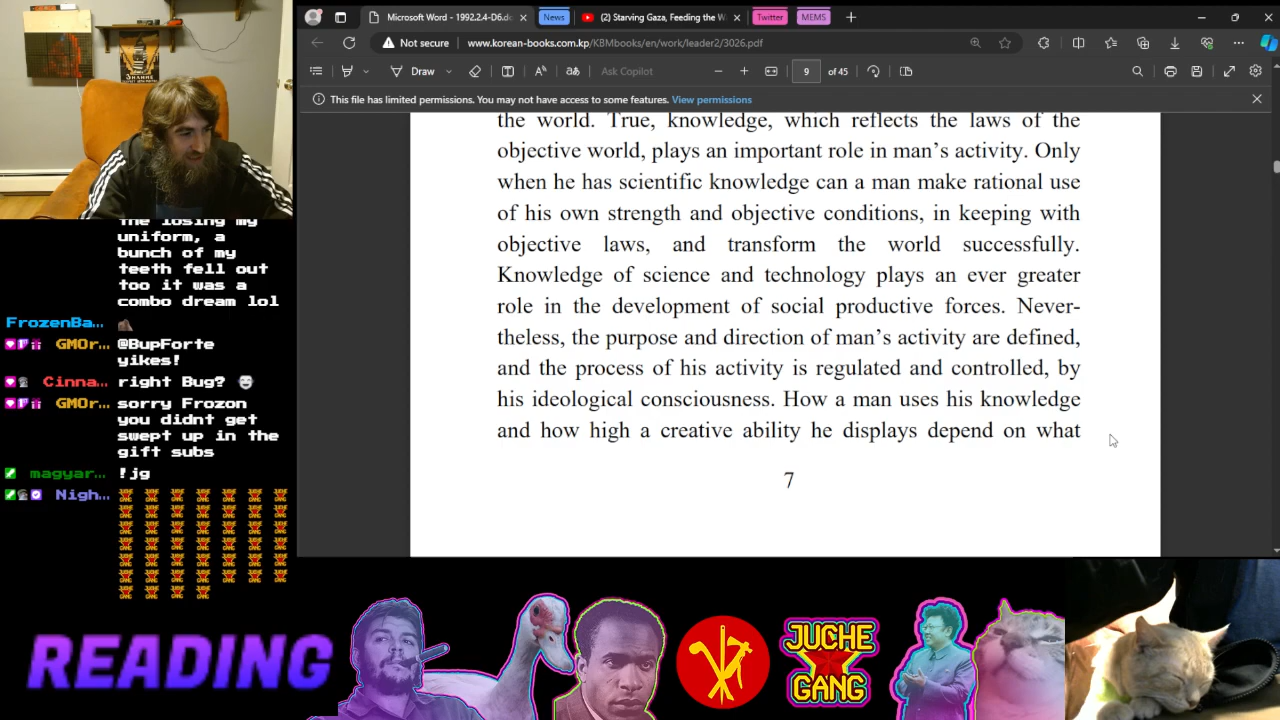 Microsoft Word - 1992.2.4-D6.do
News
(2) Starving Gaza, Feeding the W
Twitter
MEMS
Not secure
www.korean-books.com.kp/KBMbooks/en/work/leader2/3026.pdf
Draw
Ask Copilot
9 of 45
This file has limited permissions. You may not have access to some features. View permissions
the world. True, knowledge, which reflects the laws of the
objective world, plays an important role in man's activity. Only
when he has scientific knowledge can a man make rational use
of his own strength and objective conditions, in keeping with
objective laws, and transform the world successfully.
Knowledge of science and technology plays an ever greater
role in the development of social productive forces. Never-
theless, the purpose and direction of man's activity are defined,
and the process of his activity is regulated and controlled, by
his ideological consciousness. How a man uses his knowledge
and how high a creative ability he displays depend on what
7
the losing my
uniform, a
bunch of my
teeth fell out
too it was a
combo dream lol
FrozenBa...
GMOr... @BupForte
yikes!
Cinna... right Bug?
GMOr... sorry Frozon
you didnt get
swept up in the
gift subs
magyar... !jg
Nigh...
READING
JUCHE
GANG